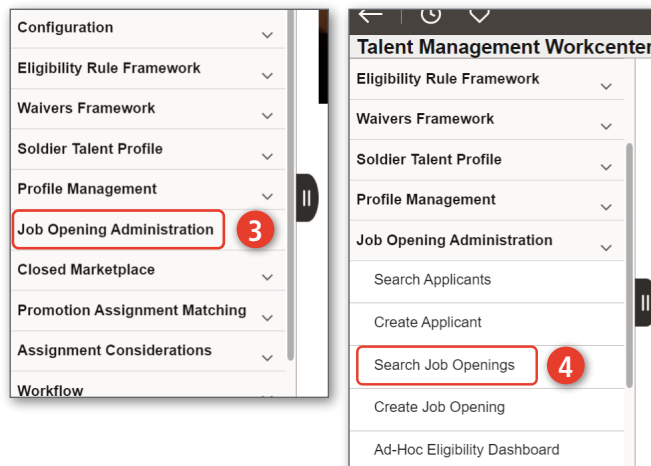 Configuration
Eligibility Rule Framework
Waivers Framework
Soldier Talent Profile
Profile Management
Job Opening Administration 3
Closed Marketplace
Promotion Assignment Matching
Assignment Considerations
Workflow
Talent Management Workcenter
Eligibility Rule Framework
Waivers Framework
Soldier Talent Profile
Profile Management
Job Opening Administration
Search Applicants
Create Applicant
Search Job Openings 4
Create Job Opening
Ad-Hoc Eligibility Dashboard